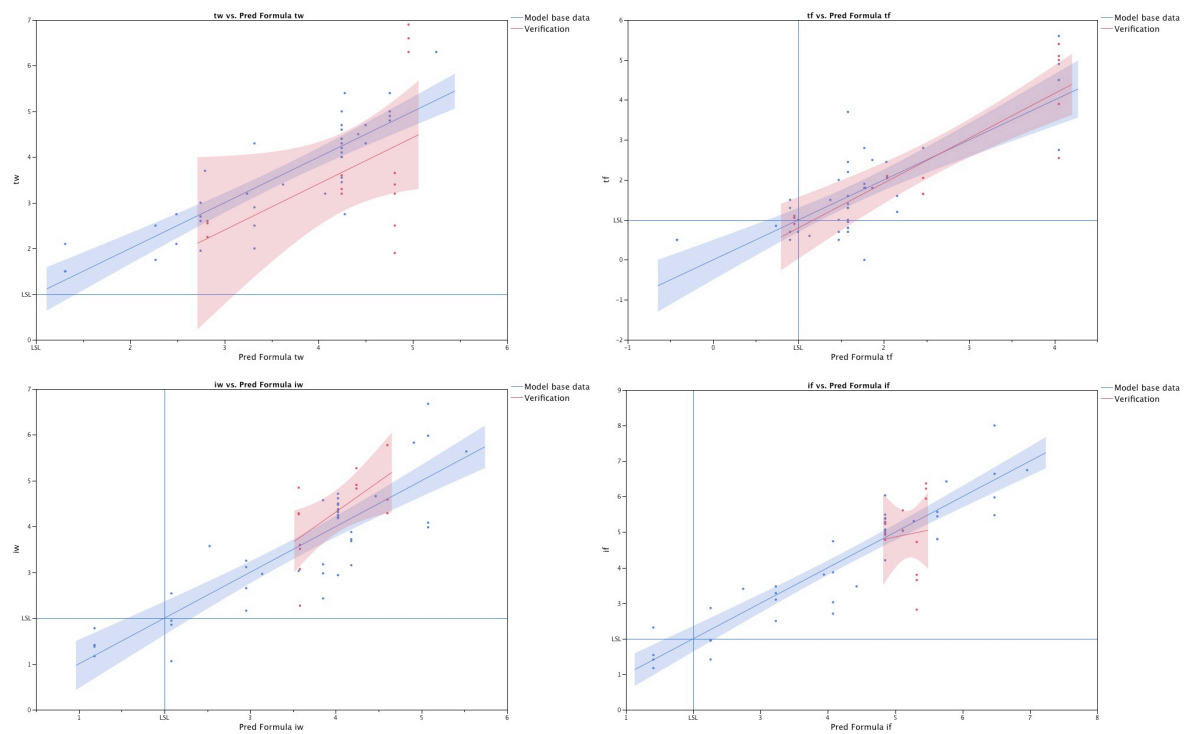 tw vs. Pred Formula tw
Model base data
Verification
7
6
5
4
3
2
LSL
0
tw
LSL
2
3
4
5
6
Pred Formula tw
tf vs. Pred Formula tf
Model base data
Verification
6
5
4
3
2
LSL
0
−1
−2
tf
−1
0
LSL
2
3
4
Pred Formula tf
iw vs. Pred Formula iw
Model base data
Verification
7
6
5
4
3
LSL
1
0
iw
1
LSL
3
4
5
6
Pred Formula iw
if vs. Pred Formula if
Model base data
Verification
9
8
7
6
5
4
3
LSL
1
0
if
1
LSL
3
4
5
6
7
8
Pred Formula if